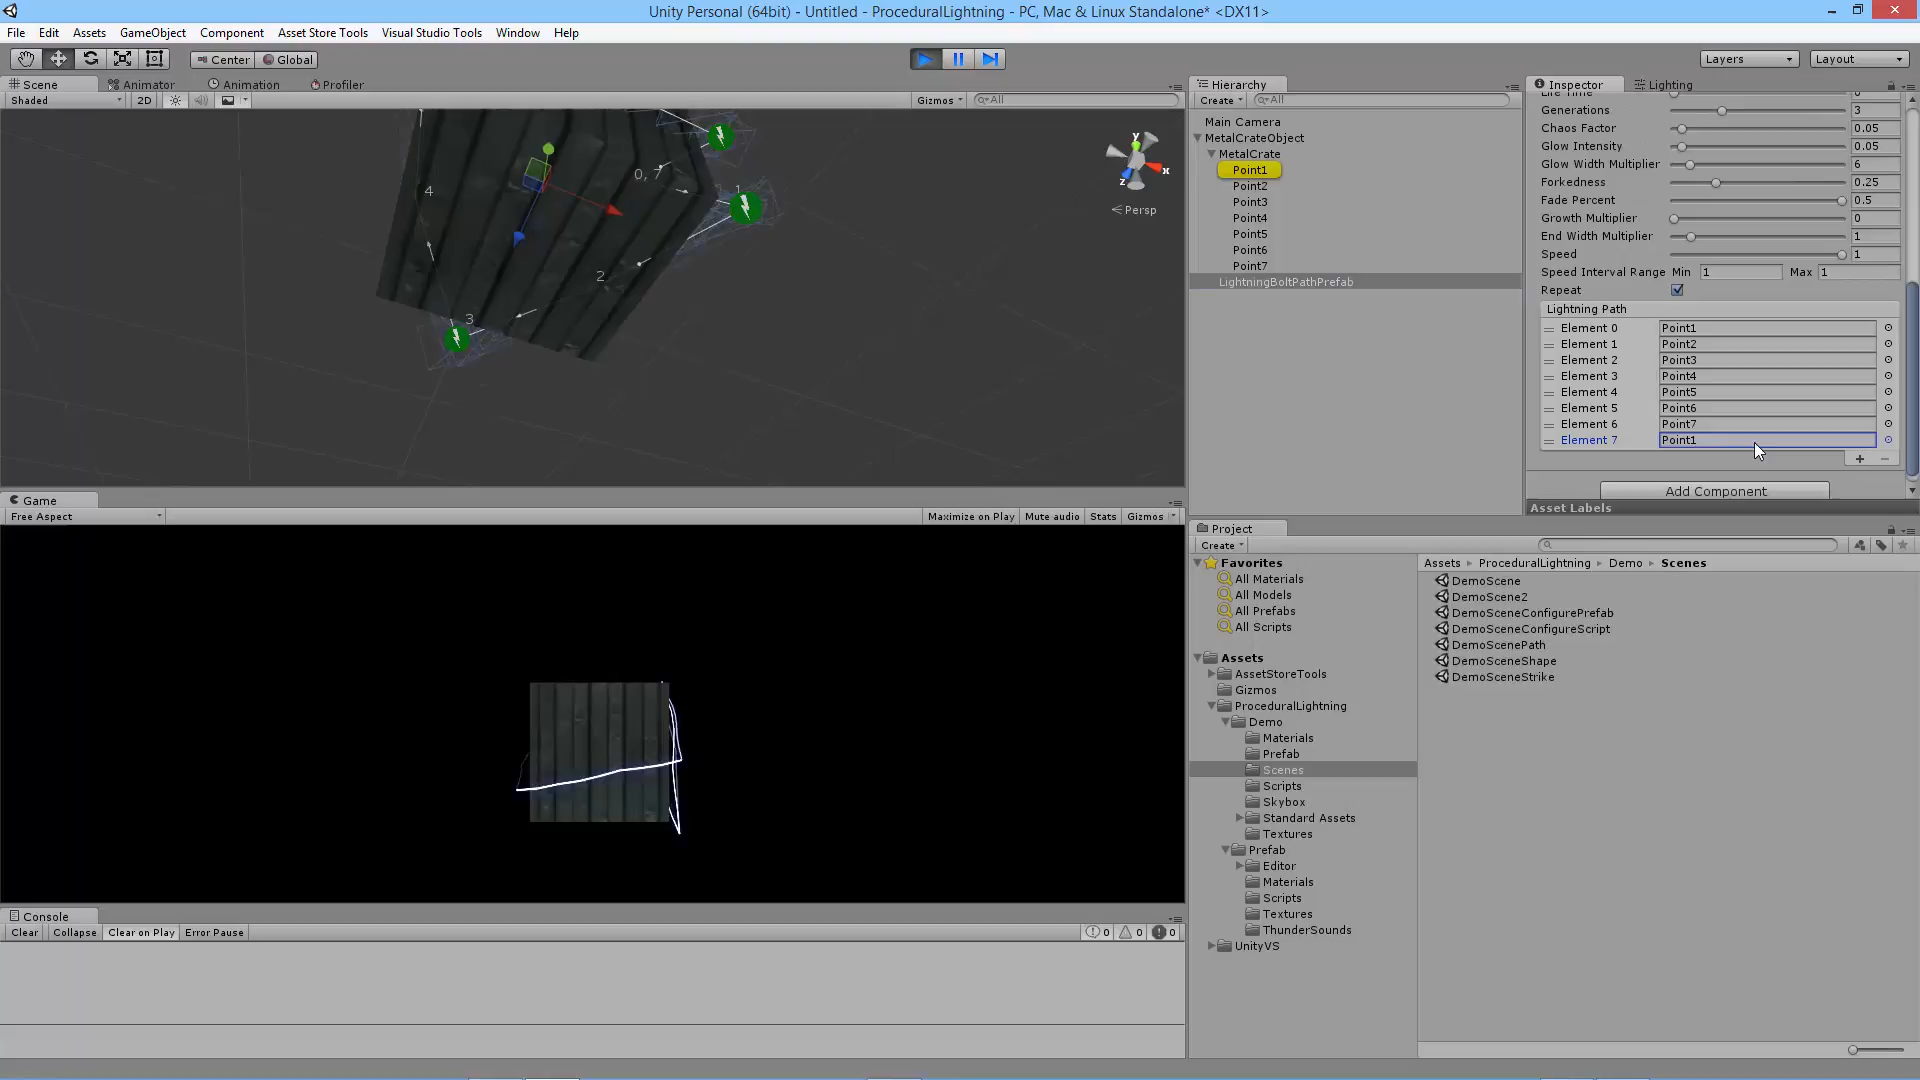 Unity Personal (64bit) - Untitled - ProceduralLightning - PC, Mac & Linux Standalone* <DX11>
File Edit Assets GameObject Component Asset Store Tools Visual Studio Tools Window Help
Center Global
Layers Layout
Scene Animator Animation Profiler
Shaded 2D Gizmos All
y
x
z
Persp
0, 7
1
2
3
4
Game
Free Aspect Maximize on Play Mute audio Stats Gizmos
Console
Clear Collapse Clear on Play Error Pause 0 0 0
Hierarchy
Create All
Main Camera
MetalCrateObject
MetalCrate
Point1
Point2
Point3
Point4
Point5
Point6
Point7
LightningBoltPathPrefab
Inspector Lighting
Life Time 0
Generations 3
Chaos Factor 0.05
Glow Intensity 0.05
Glow Width Multiplier 6
Forkedness 0.25
Fade Percent 0.5
Growth Multiplier 0
End Width Multiplier 1
Speed 1
Speed Interval Range Min 1 Max 1
Repeat
Lightning Path
Element 0 Point1
Element 1 Point2
Element 2 Point3
Element 3 Point4
Element 4 Point5
Element 5 Point6
Element 6 Point7
Element 7 Point1
Add Component
Asset Labels
Project
Create
Favorites
All Materials
All Models
All Prefabs
All Scripts
Assets
AssetStoreTools
Gizmos
ProceduralLightning
Demo
Materials
Prefab
Scenes
Scripts
Skybox
Standard Assets
Textures
Prefab
Editor
Materials
Scripts
Textures
ThunderSounds
UnityVS
Assets ProceduralLightning Demo Scenes
DemoScene
DemoScene2
DemoSceneConfigurePrefab
DemoSceneConfigureScript
DemoScenePath
DemoSceneShape
DemoSceneStrike